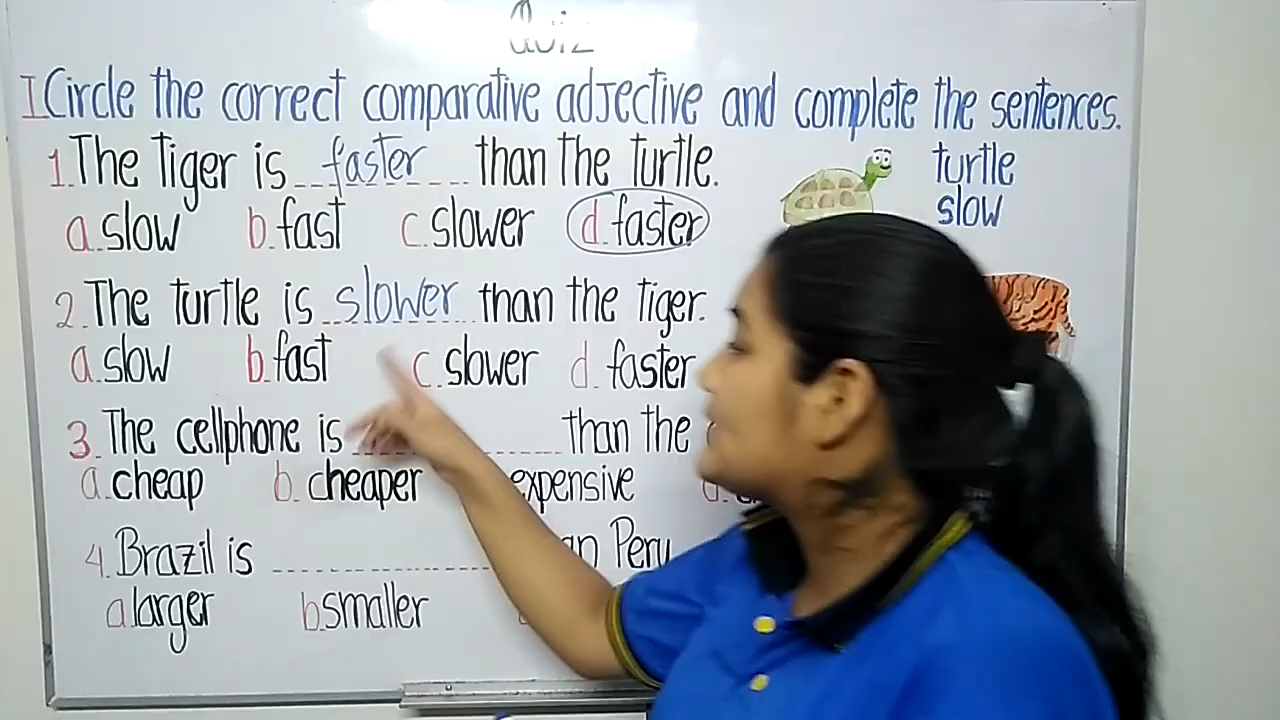 Quiz
I Circle the correct comparative adjective and complete the sentences.
1. The Tiger is faster than the turtle.
a. slow b. fast c. slower d. faster
turtle
slow
2. The turtle is slower than the tiger.
a. slow b. fast c. slower d. faster
3. The cellphone is than the
a. cheap b. cheaper expensive d.
4. Brazil is Peru
a. larger b. smaller